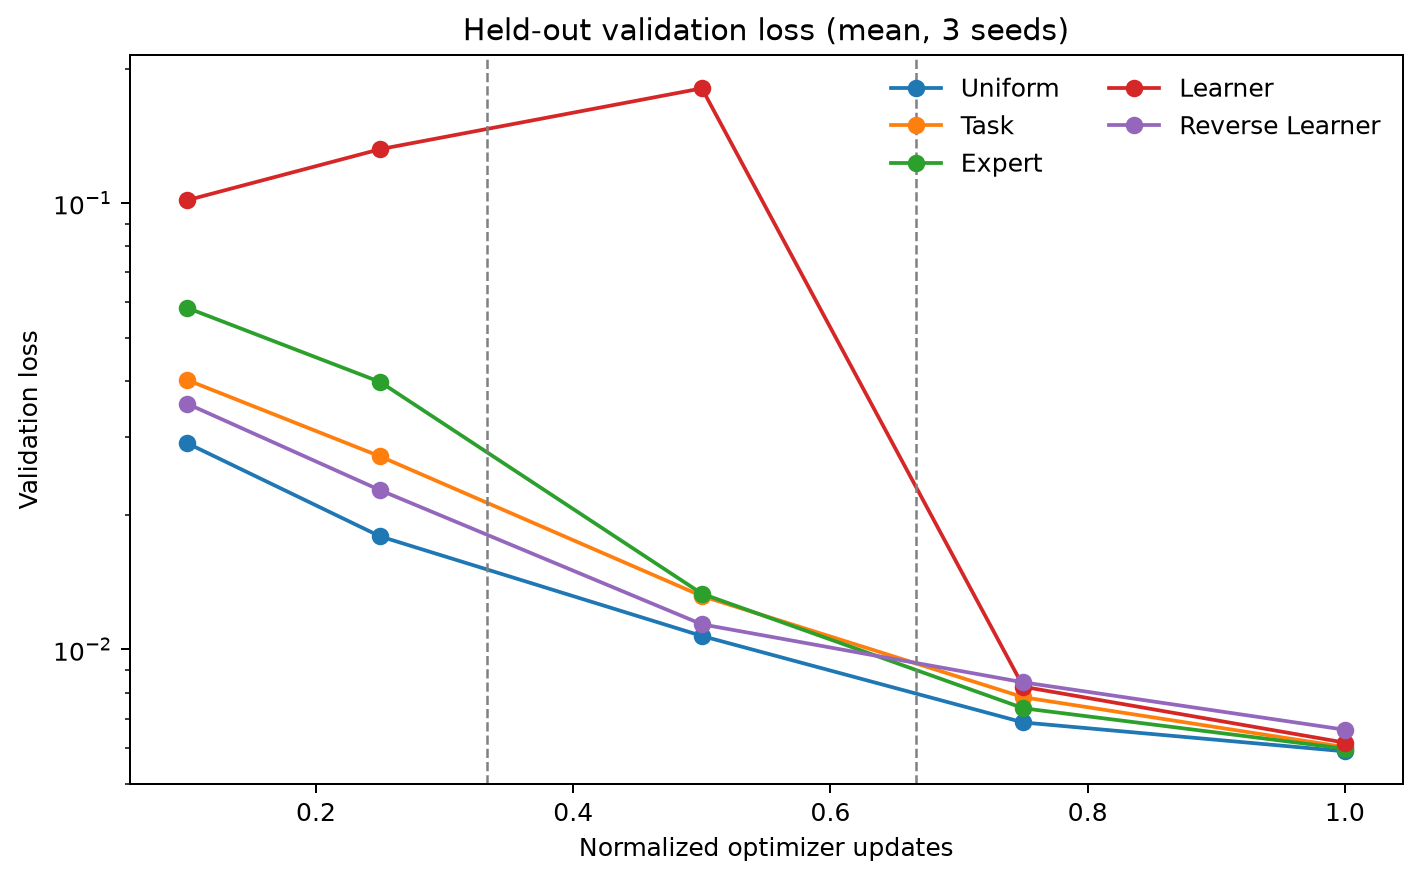 Held-out validation loss (mean, 3 seeds)
Uniform
Task
Expert
Learner
Reverse Learner
10⁻¹
10⁻²
Validation loss
0.2 0.4 0.6 0.8 1.0
Normalized optimizer updates